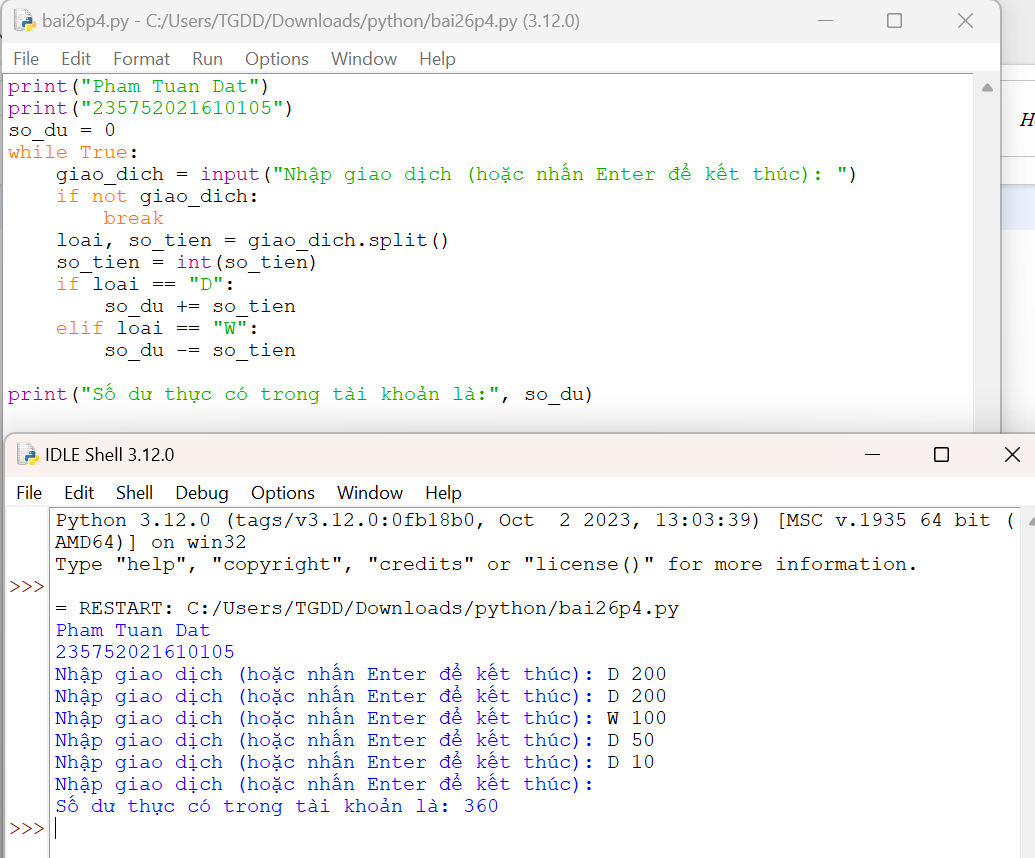 bai26p4.py - C:/Users/TGDD/Downloads/python/bai26p4.py (3.12.0)
File Edit Format Run Options Window Help
print("Pham Tuan Dat")
print("235752021610105")
so_du = 0
while True:
    giao_dich = input("Nhập giao dịch (hoặc nhấn Enter để kết thúc): ")
    if not giao_dich:
        break
    loai, so_tien = giao_dich.split()
    so_tien = int(so_tien)
    if loai == "D":
        so_du += so_tien
    elif loai == "W":
        so_du -= so_tien
print("Số dư thực có trong tài khoản là:", so_du)
IDLE Shell 3.12.0
File Edit Shell Debug Options Window Help
Python 3.12.0 (tags/v3.12.0:0fb18b0, Oct  2 2023, 13:03:39) [MSC v.1935 64 bit (
AMD64)] on win32
Type "help", "copyright", "credits" or "license()" for more information.
>>>
= RESTART: C:/Users/TGDD/Downloads/python/bai26p4.py
Pham Tuan Dat
235752021610105
Nhập giao dịch (hoặc nhấn Enter để kết thúc): D 200
Nhập giao dịch (hoặc nhấn Enter để kết thúc): D 200
Nhập giao dịch (hoặc nhấn Enter để kết thúc): W 100
Nhập giao dịch (hoặc nhấn Enter để kết thúc): D 50
Nhập giao dịch (hoặc nhấn Enter để kết thúc): D 10
Nhập giao dịch (hoặc nhấn Enter để kết thúc):
Số dư thực có trong tài khoản là: 360
>>>